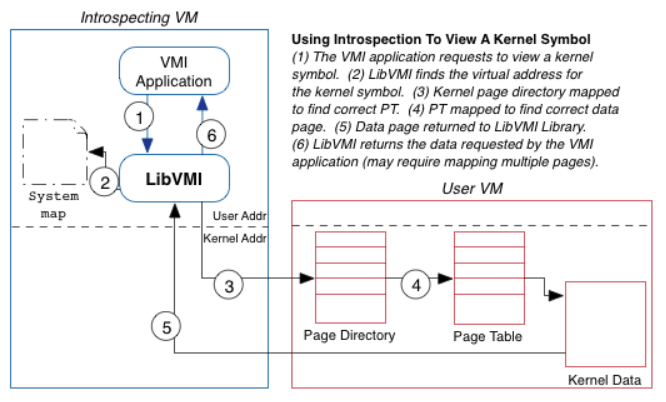 Introspecting VM
VMI
Application
1
6
LibVMI
2
System
map
User Addr
Kernel Addr
3
5
Using Introspection To View A Kernel Symbol
(1) The VMI application requests to view a kernel
symbol. (2) LibVMI finds the virtual address for
the kernel symbol. (3) Kernel page directory mapped
to find correct PT. (4) PT mapped to find correct data
page. (5) Data page returned to LibVMI Library.
(6) LibVMI returns the data requested by the VMI
application (may require mapping multiple pages).
User VM
4
Page Directory
Page Table
Kernel Data